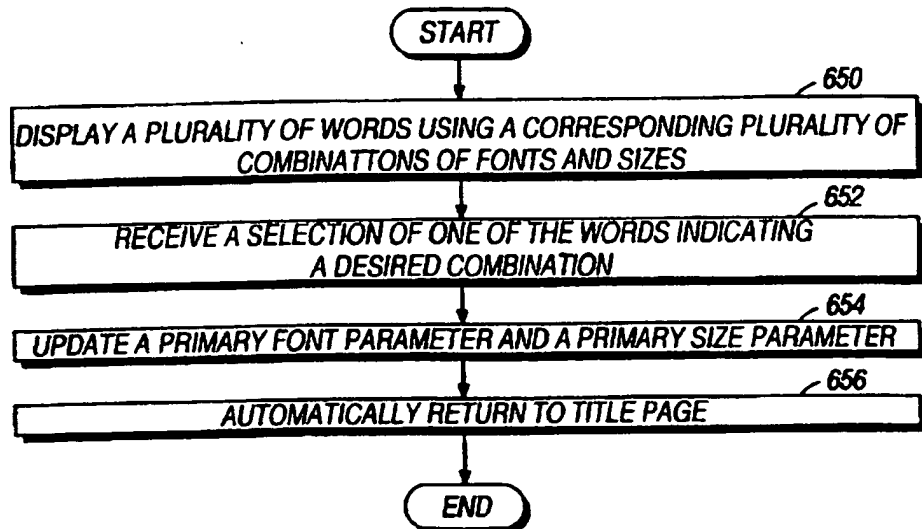 START
650
DISPLAY A PLURALITY OF WORDS USING A CORRESPONDING PLURALITY OF
COMBINATTONS OF FONTS AND SIZES
652
RECEIVE A SELECTION OF ONE OF THE WORDS INDICATING
A DESIRED COMBINATION
654
UPDATE A PRIMARY FONT PARAMETER AND A PRIMARY SIZE PARAMETER
656
AUTOMATICALLY RETURN TO TITLE PAGE
END